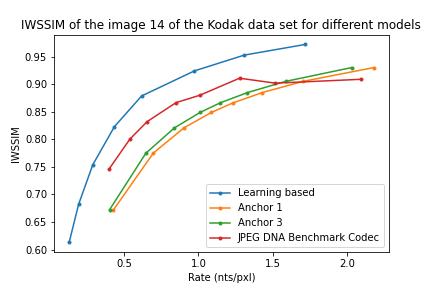 IWSSIM of the image 14 of the Kodak data set for different models
0.95
0.90
0.85
0.80
0.75
0.70
0.65
0.60
IWSSIM
Learning based
Anchor 1
Anchor 3
JPEG DNA Benchmark Codec
0.5 1.0 1.5 2.0
Rate (nts/pxl)